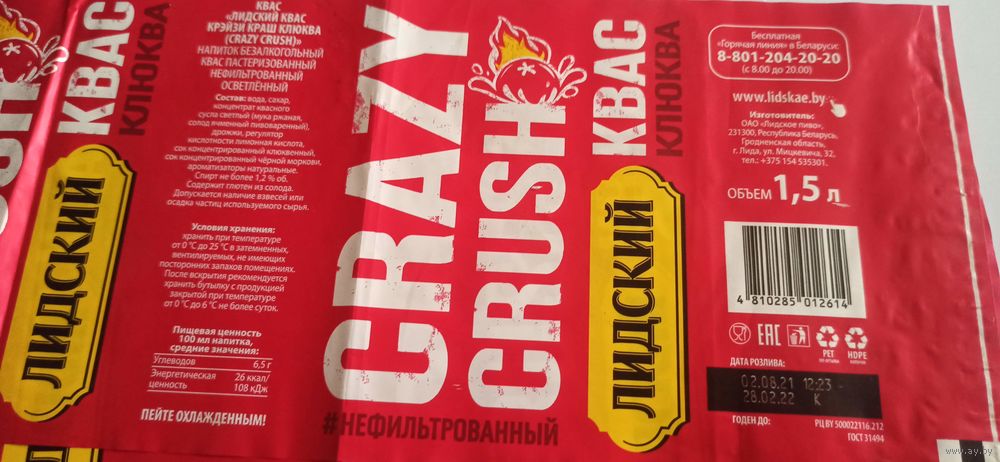 КВАС
КЛЮКВА
ЛИДСКИЙ
КВАС
«ЛИДСКИЙ КВАС
КРЭЙЗИ КРАШ КЛЮКВА
(CRAZY CRUSH)»
НАПИТОК БЕЗАЛКОГОЛЬНЫЙ
КВАС ПАСТЕРИЗОВАННЫЙ
НЕФИЛЬТРОВАННЫЙ
ОСВЕТЛЁННЫЙ
Состав: вода, сахар,
концентрат квасного
сусла светлый (мука ржаная,
солод ячменный пивоваренный),
дрожжи, регулятор
кислотности лимонная кислота,
сок концентрированный клюквенный,
сок концентрированный чёрной моркови,
ароматизаторы натуральные.
Спирт не более 1,2 % об.
Содержит глютен из солода.
Допускается наличие взвесей или
осадка частиц используемого сырья.
Условия хранения:
хранить при температуре
от 0 °С до 25 °С в затемненных,
вентилируемых, не имеющих
посторонних запахов помещениях.
После вскрытия рекомендуется
хранить бутылку с продукцией
закрытой при температуре
от 0 °С до 6 °С не более суток.
Пищевая ценность
100 мл напитка,
средние значения:
Углеводов 6,5 г
Энергетическая 26 ккал/
ценность 108 кДж
ПЕЙТЕ ОХЛАЖДЕННЫМ!
CRAZY
CRUSH
#НЕФИЛЬТРОВАННЫЙ
КВАС
КЛЮКВА
ЛИДСКИЙ
Бесплатная
«Горячая линия» в Беларуси:
8-801-204-20-20
(с 8.00 до 20.00)
www.lidskae.by
Изготовитель:
ОАО «Лидское пиво»,
231300, Республика Беларусь,
Гродненская область,
г. Лида, ул. Мицкевича, 32,
тел.: +375 154 535301.
ОБЪЕМ 1,5 л
4 810285 012614
EAC
PET HDPE
ДАТА РОЗЛИВА:
02.08.21 12:23 -
28.02.22 К
ГОДЕН ДО:
РЦ BY 500022116.212
ГОСТ 31494
www.ay.by